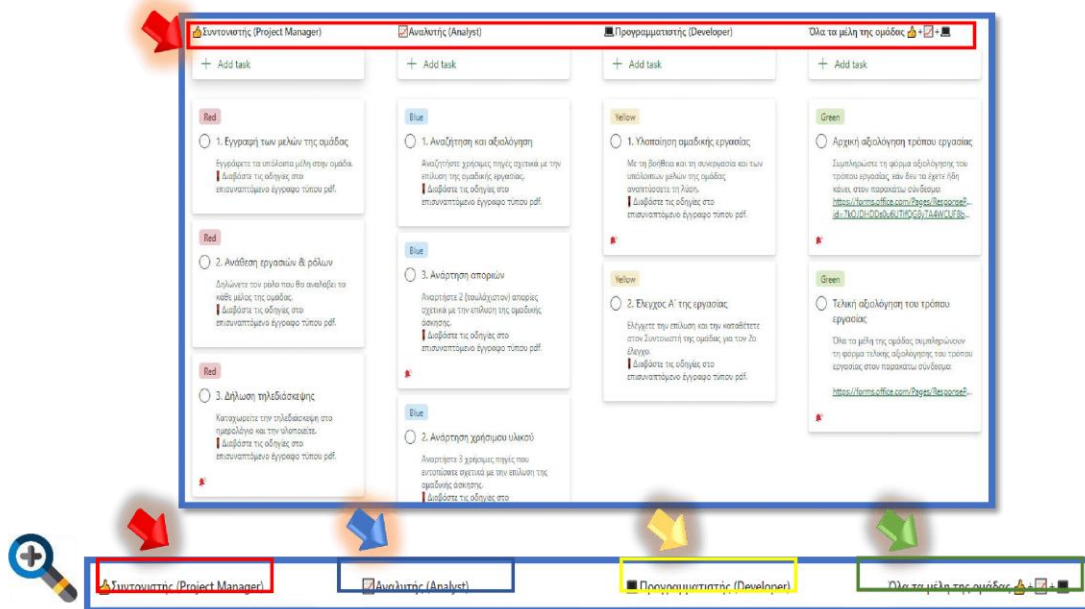 👍Συντονιστής (Project Manager)
📈Αναλυτής (Analyst)
💻Προγραμματιστής (Developer)
Όλα τα μέλη της ομάδας 👍+📈+💻
+ Add task
+ Add task
+ Add task
+ Add task
Red
1. Εγγραφή των μελών της ομάδας
Εγγράφετε τα υπόλοιπα μέλη στην ομάδα.
❗Διαβάστε τις οδηγίες στο
επισυναπτόμενο έγγραφο τύπου pdf.
Red
2. Ανάθεση εργασιών & ρόλων
Δηλώνετε τον ρόλο που θα αναλάβει το
κάθε μέλος της ομάδας.
❗Διαβάστε τις οδηγίες στο
επισυναπτόμενο έγγραφο τύπου pdf.
Red
3. Δήλωση τηλεδιάσκεψης
Καταχωρείτε την τηλεδιάσκεψη στο
ημερολόγιο και την υλοποιείτε.
❗Διαβάστε τις οδηγίες στο
επισυναπτόμενο έγγραφο τύπου pdf.
Blue
1. Αναζήτηση και αξιολόγηση
Αναζητήστε χρήσιμες πηγές σχετικά με την
επίλυση της ομαδικής εργασίας.
❗Διαβάστε τις οδηγίες στο
επισυναπτόμενο έγγραφο τύπου pdf.
Blue
3. Ανάρτηση αποριών
Αναρτήστε 2 (τουλάχιστον) απορίες
σχετικά με την επίλυση της ομαδικής
άσκησης.
❗Διαβάστε τις οδηγίες στο
επισυναπτόμενο έγγραφο τύπου pdf.
Blue
2. Ανάρτηση χρήσιμου υλικού
Αναρτήστε 3 χρήσιμες πηγές που
εντοπίσατε σχετικά με την επίλυση της
ομαδικής άσκησης.
❗Διαβάστε τις οδηγίες στο
Yellow
1. Υλοποίηση ομαδικής εργασίας
Με τη βοήθεια και τη συνεργασία και των
υπόλοιπων μελών της ομάδας
αναπτύσσετε τη λύση.
❗Διαβάστε τις οδηγίες στο
επισυναπτόμενο έγγραφο τύπου pdf.
Yellow
2. Έλεγχος Α΄ της εργασίας
Ελέγχετε την επίλυση και την καταθέτετε
στον Συντονιστή της ομάδας για τον 2ο
έλεγχο.
❗Διαβάστε τις οδηγίες στο
επισυναπτόμενο έγγραφο τύπου pdf.
Green
Αρχική αξιολόγηση τρόπου εργασίας
Συμπληρώστε τη φόρμα αξιολόγησης του
τρόπου εργασίας, εάν δεν το έχετε ήδη
κάνει, στον παρακάτω σύνδεσμο:
https://forms.office.com/Pages/ResponseP...
Green
Τελική αξιολόγηση του τρόπου
εργασίας
Όλα τα μέλη της ομάδας συμπληρώνουν
τη φόρμα τελικής αξιολόγησης του τρόπου
εργασίας στον παρακάτω σύνδεσμο:
https://forms.office.com/Pages/ResponseP...
👍Συντονιστής (Project Manager)
📈Αναλυτής (Analyst)
💻Προγραμματιστής (Developer)
Όλα τα μέλη της ομάδας 👍+📈+💻